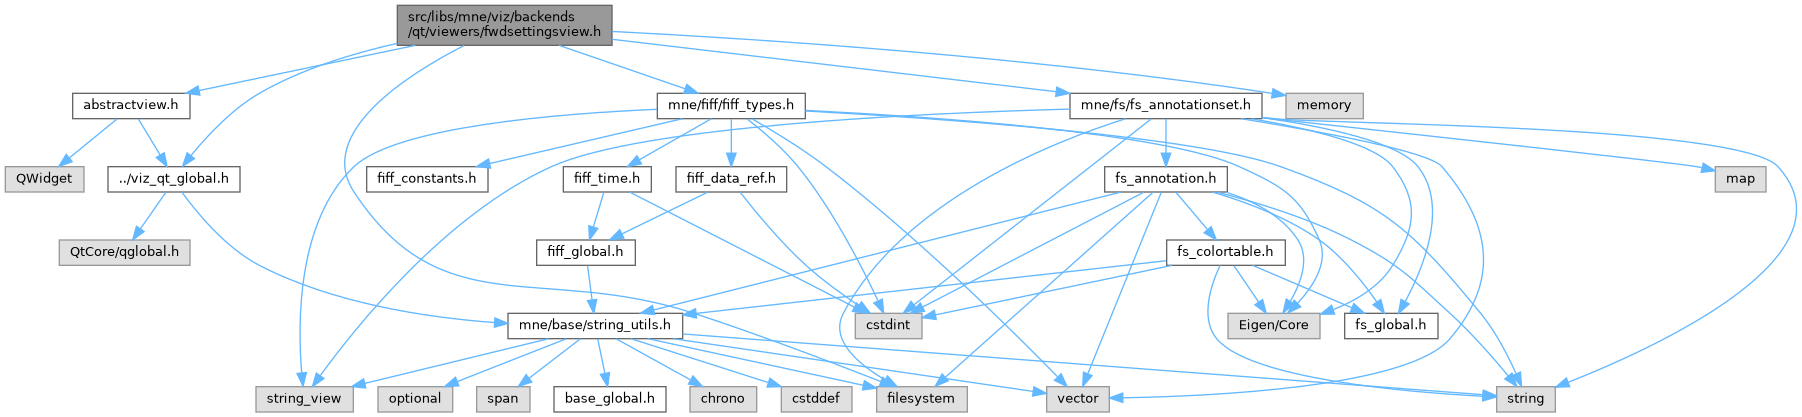 src/libs/mne/viz/backends
/qt/viewers/fwdsettingsview.h
abstractview.h
mne/fiff/fiff_types.h
mne/fs/fs_annotationset.h
memory
QWidget
../viz_qt_global.h
fiff_constants.h
fiff_time.h
fiff_data_ref.h
fs_annotation.h
map
QtCore/qglobal.h
fiff_global.h
fs_colortable.h
mne/base/string_utils.h
cstdint
Eigen/Core
fs_global.h
string_view
optional
span
base_global.h
chrono
cstddef
filesystem
vector
string